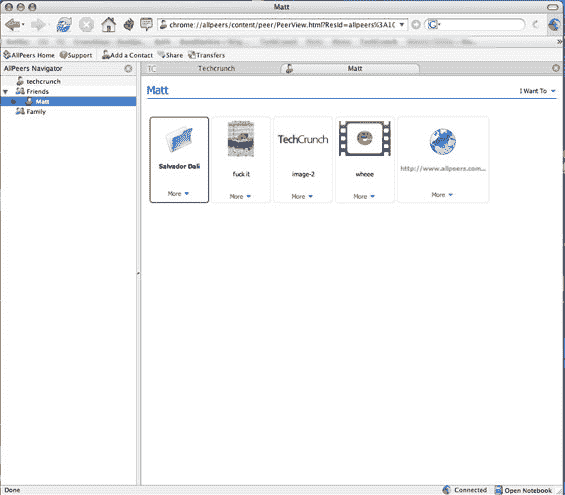 Matt
chrome://allpeers/content/peer/PeerView.html?ResId=allpeers%3A1C
AllPeers Home Support Add a Contact Share Transfers
AllPeers Navigator
techcrunch
Friends
Matt
Family
TC Techcrunch
Matt
Matt
I Want To
Salvador Dali
More
fuck it
More
TechCrunch
image-2
More
wheee
More
http://www.allpeers.com...
More
Done
Connected
Open Notebook